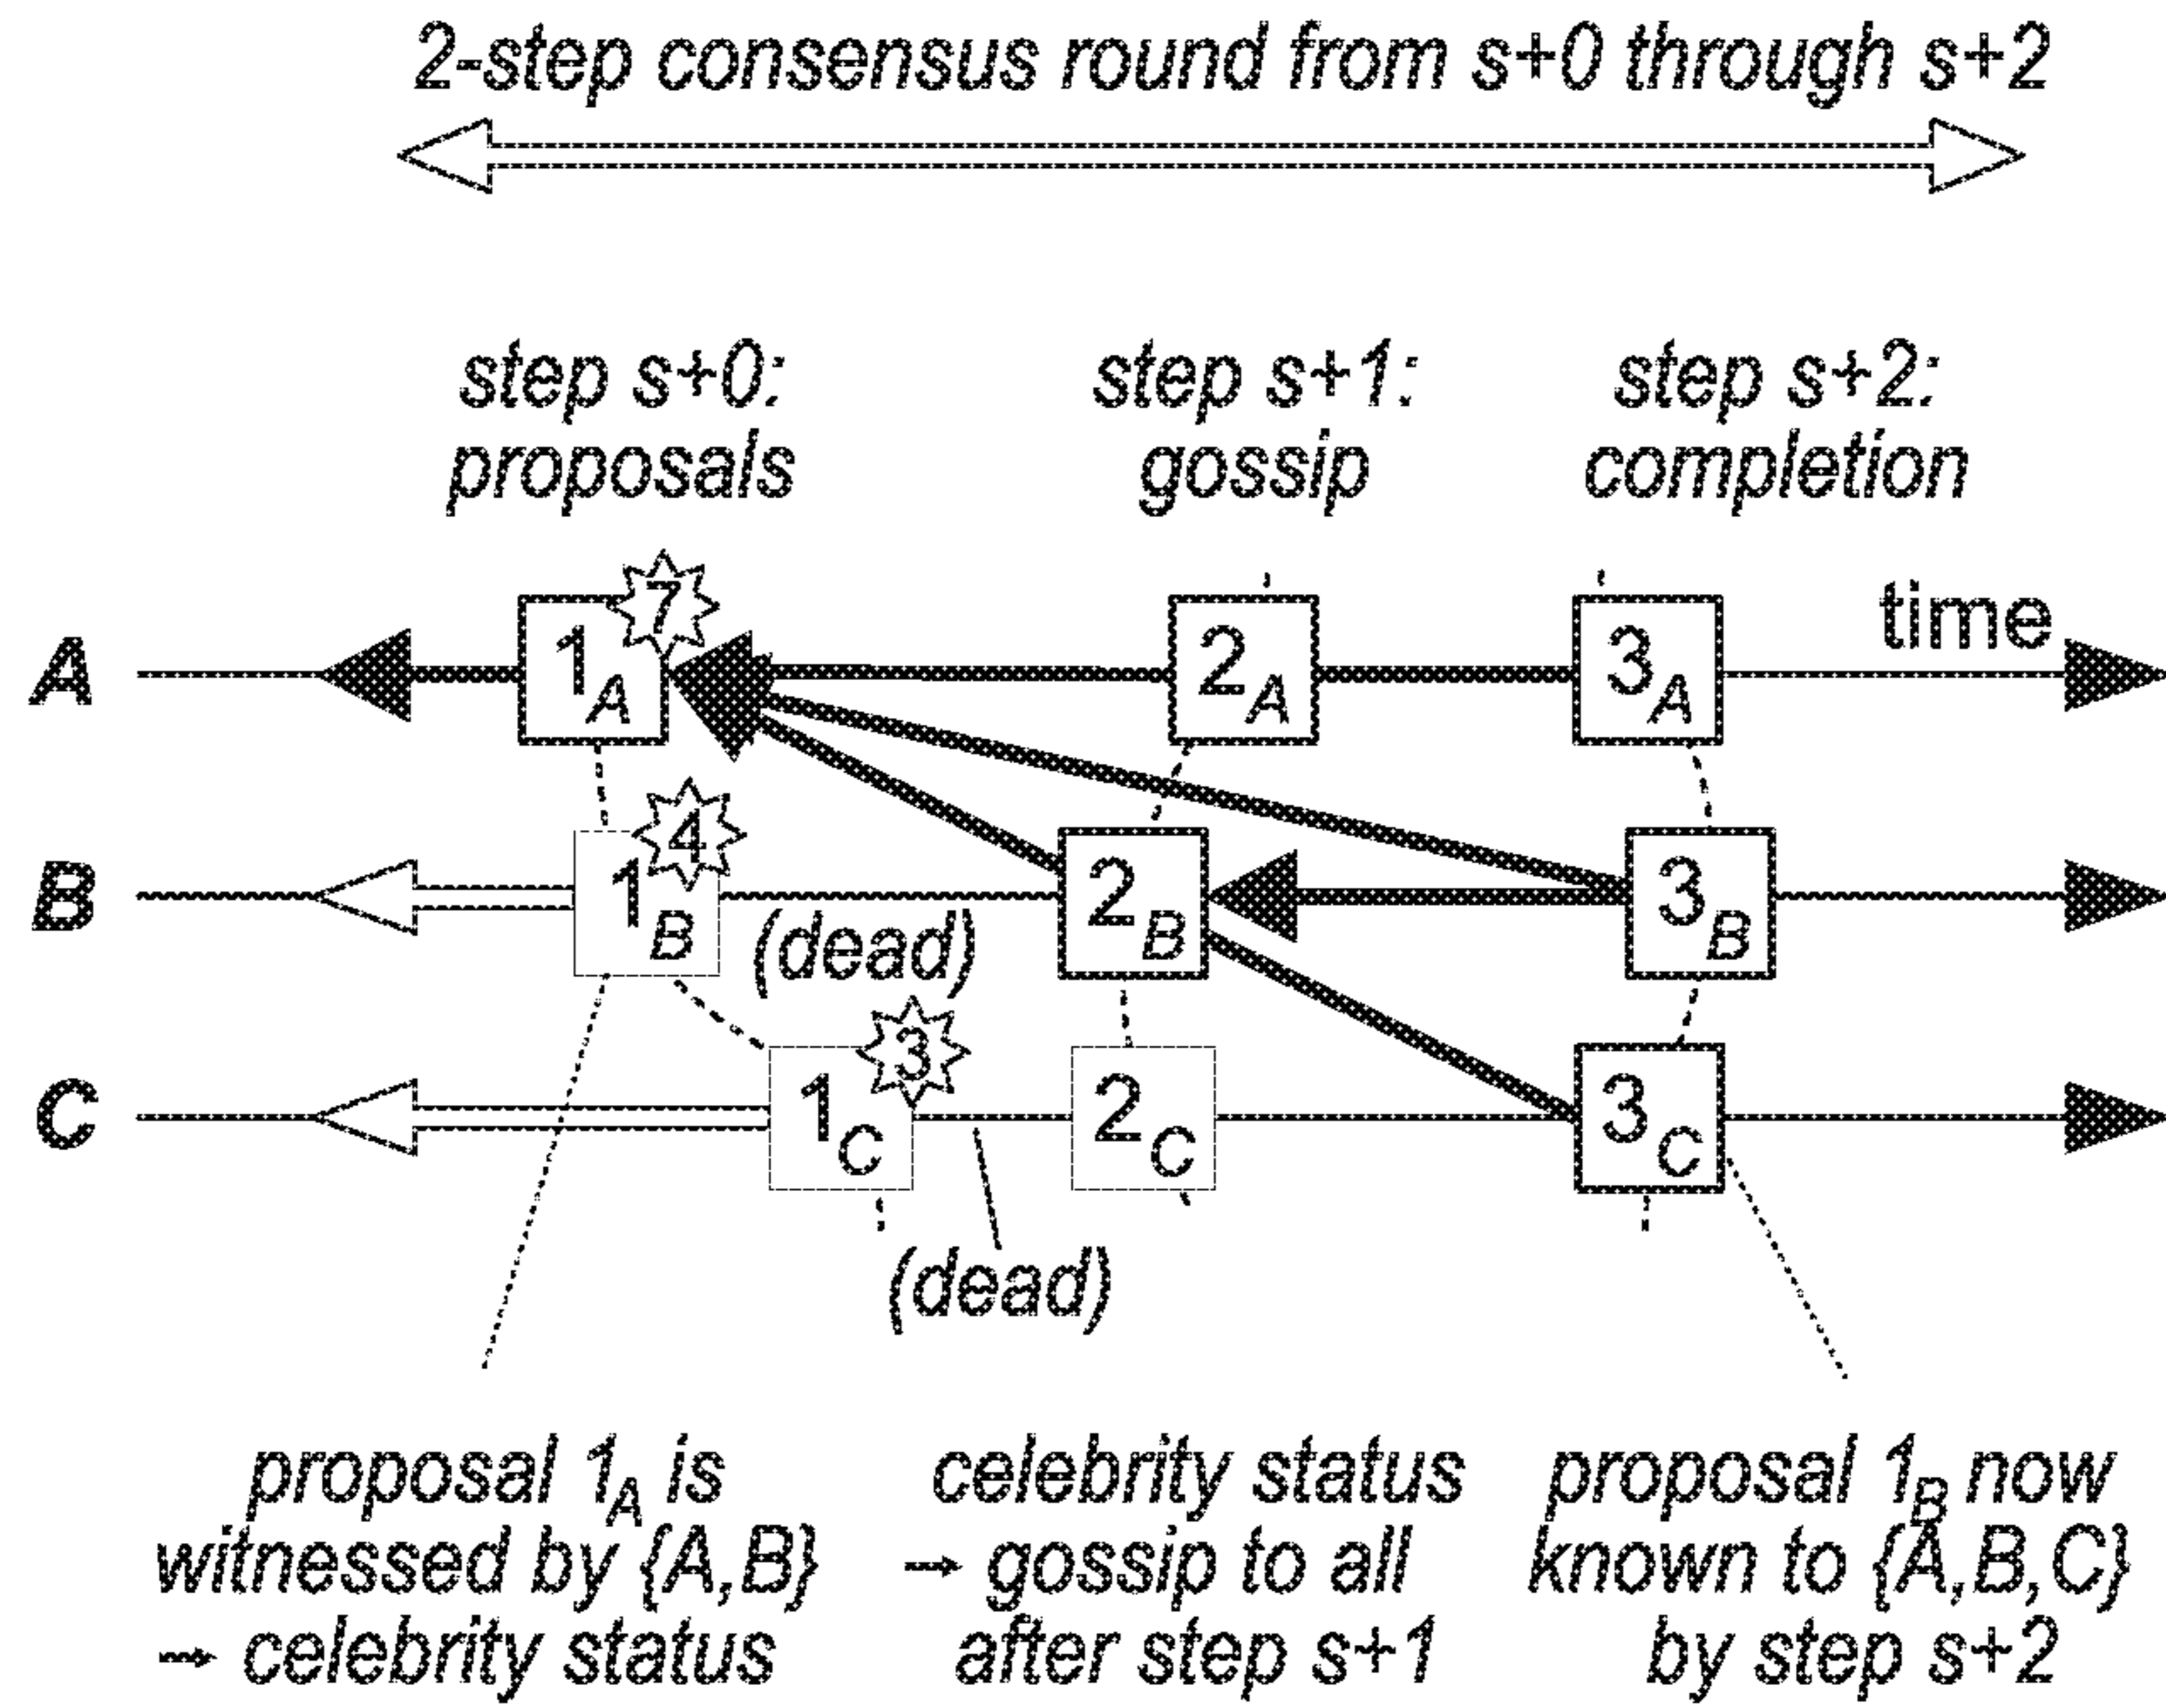 2-step consensus round from s+0 through s+2
step s+0:
proposals
step s+1:
gossip
step s+2:
completion
A
1A
7
2A
3A
time
B
1B
4
(dead)
2B
3B
C
1C
3
2C
3C
(dead)
proposal 1A is
witnessed by {A,B}
→ celebrity status
celebrity status
→ gossip to all
after step s+1
proposal 1B now
known to {A,B,C}
by step s+2